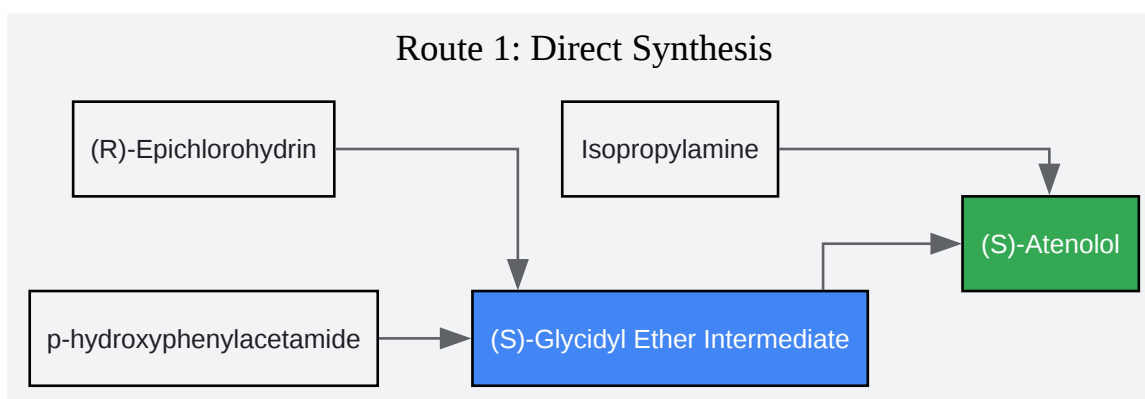 Route 1: Direct Synthesis
(R)-Epichlorohydrin
Isopropylamine
(S)-Atenolol
p-hydroxyphenylacetamide
(S)-Glycidyl Ether Intermediate